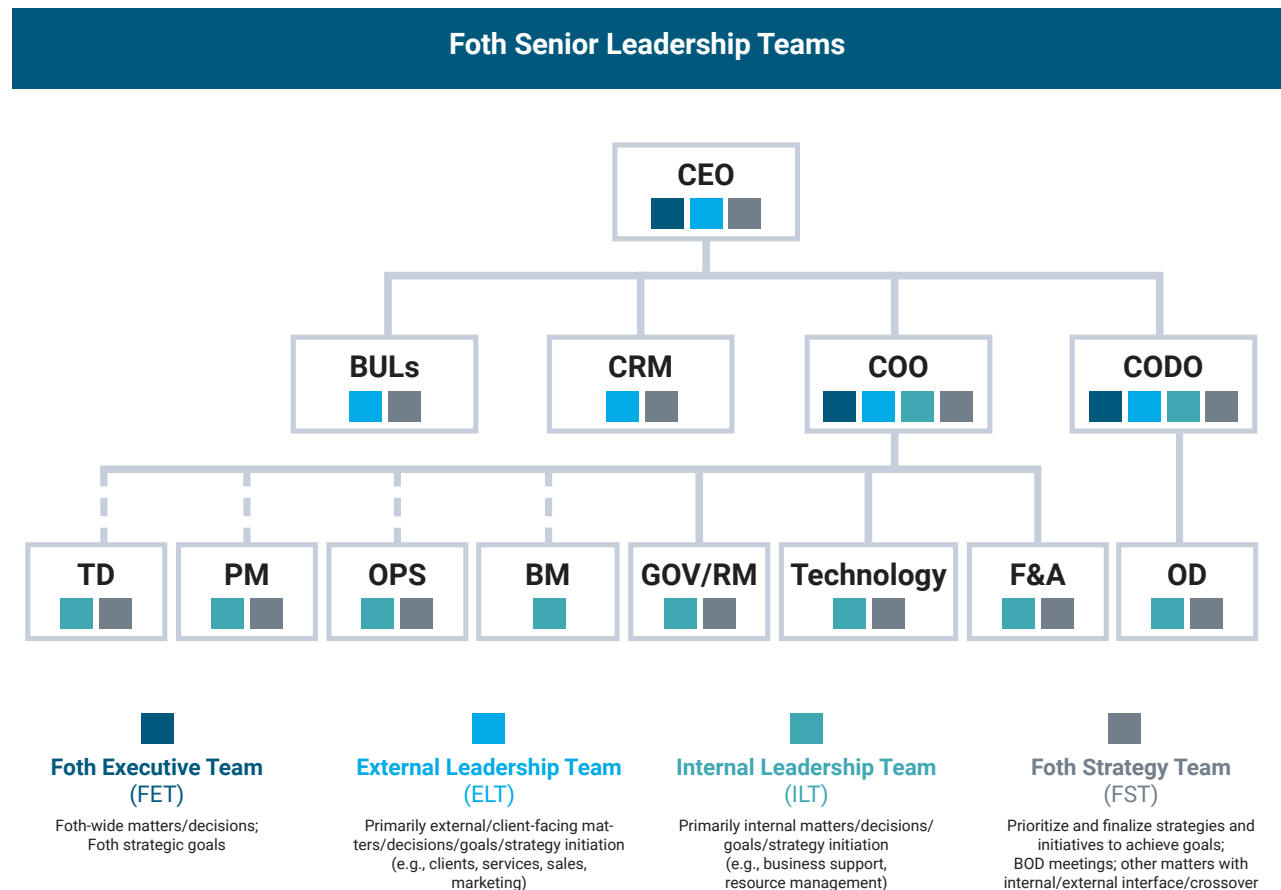 Foth Senior Leadership Teams
CEO
BULs
CRM
COO
CODO
TD
PM
OPS
BM
GOV/RM
Technology
F&A
OD
Foth Executive Team
(FET)
Foth-wide matters/decisions;
Foth strategic goals
External Leadership Team
(ELT)
Primarily external/client-facing mat-
ters/decisions/goals/strategy initiation
(e.g., clients, services, sales,
marketing)
Internal Leadership Team
(ILT)
Primarily internal matters/decisions/
goals/strategy initiation
(e.g., business support,
resource management)
Foth Strategy Team
(FST)
Prioritize and finalize strategies and
initiatives to achieve goals;
BOD meetings; other matters with
internal/external interface/crossover